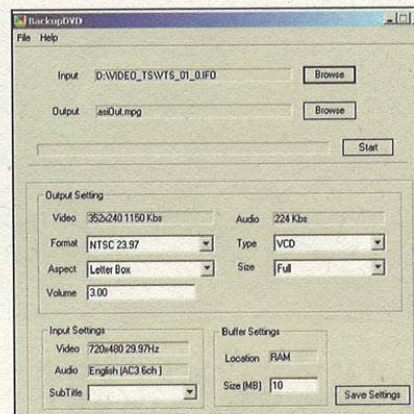 BackupDVD
File Help
Input D:\VIDEO_TS\VTS_01_0.IFO Browse
Output asiOut.mpg Browse
Start
Output Setting
Video 352x240 1150 Kbs Audio 224 Kbs
Format NTSC 23.97 Type VCD
Aspect Letter Box Size Full
Volume 3.00
Input Settings Buffer Settings
Video 720x480 29.97Hz Location RAM
Audio English (AC3 6ch )
SubTitle Size (MB) 10 Save Settings